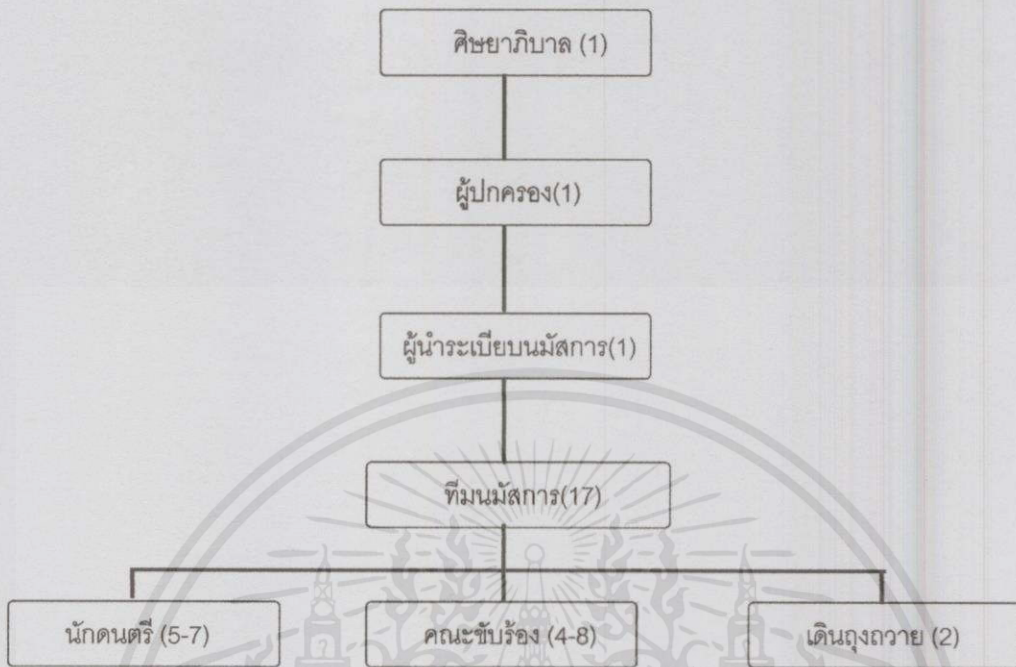 ศิษยาภิบาล (1)
ผู้ปกครอง(1)
ผู้นำระเบียบนมัสการ(1)
ทีมนมัสการ(17)
นักดนตรี (5-7)
คณะขับร้อง (4-8)
เดินถุงถวาย (2)